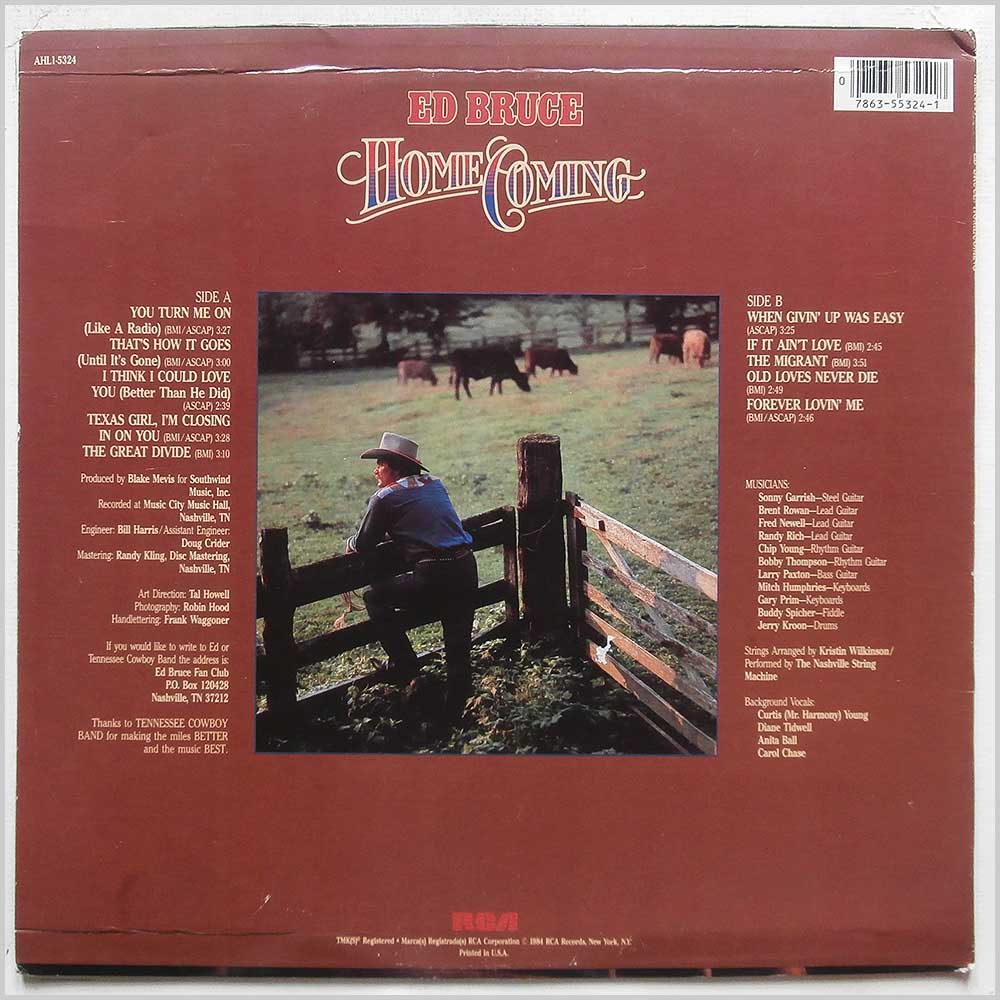 AHL1-5324
0
7863-55324-1
ED BRUCE
HOMECOMING
SIDE A
YOU TURN ME ON
(Like A Radio) (BMI/ASCAP) 3:27
THAT'S HOW IT GOES
(Until It's Gone) (BMI/ASCAP) 3:00
I THINK I COULD LOVE
YOU (Better Than He Did)
(ASCAP) 2:39
TEXAS GIRL, I'M CLOSING
IN ON YOU (BMI/ASCAP) 3:28
THE GREAT DIVIDE (BMI) 3:10
Produced by Blake Mevis for Southwind
Music, Inc.
Recorded at Music City Music Hall,
Nashville, TN
Engineer: Bill Harris/Assistant Engineer:
Doug Crider
Mastering: Randy Kling, Disc Mastering,
Nashville, TN
Art Direction: Tal Howell
Photography: Robin Hood
Handlettering: Frank Waggoner
If you would like to write to Ed or
Tennessee Cowboy Band the address is:
Ed Bruce Fan Club
P.O. Box 120428
Nashville, TN 37212
Thanks to TENNESSEE COWBOY
BAND for making the miles BETTER
and the music BEST.
SIDE B
WHEN GIVIN' UP WAS EASY
(ASCAP) 3:25
IF IT AIN'T LOVE (BMI) 2:45
THE MIGRANT (BMI) 3:51
OLD LOVES NEVER DIE
(BMI) 2:49
FOREVER LOVIN' ME
(BMI/ASCAP) 2:46
MUSICIANS:
Sonny Garrish—Steel Guitar
Brent Rowan—Lead Guitar
Fred Newell—Lead Guitar
Randy Rich—Lead Guitar
Chip Young—Rhythm Guitar
Bobby Thompson—Rhythm Guitar
Larry Paxton—Bass Guitar
Mitch Humphries—Keyboards
Gary Prim—Keyboards
Buddy Spicher—Fiddle
Jerry Kroon—Drums
Strings Arranged by Kristin Wilkinson/
Performed by The Nashville String
Machine
Background Vocals:
Curtis (Mr. Harmony) Young
Diane Tidwell
Anita Ball
Carol Chase
RCA
TMK(S)® Registered • Marca(s) Registrada(s) RCA Corporation © 1984 RCA Records, New York, N.Y.
Printed in U.S.A.